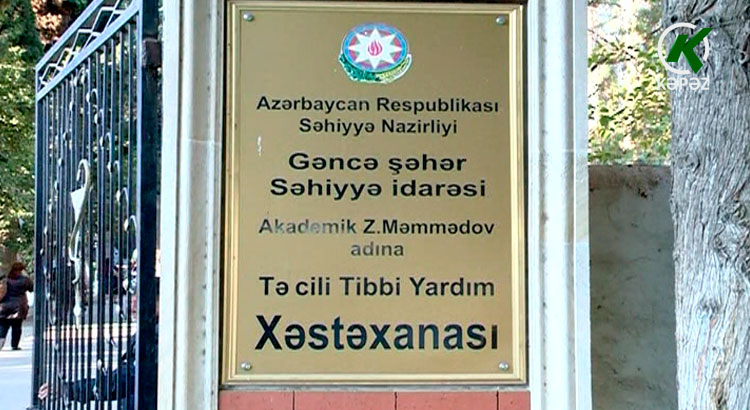 Azərbaycan Respublikası
Səhiyyə Nazirliyi
Gəncə şəhər
Səhiyyə idarəsi
Akademik Z.Məmmədov
adına
Tə cili Tibbi Yardım
Xəstəxanası
K
KƏPƏZ